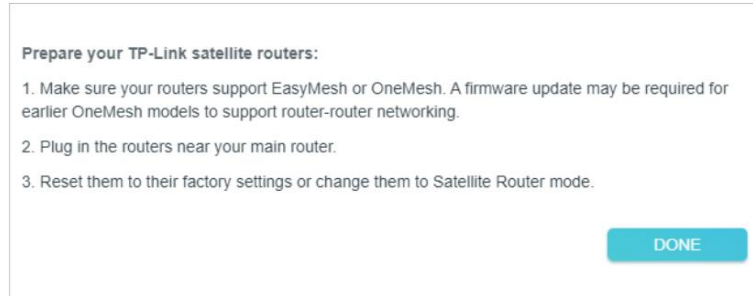 Prepare your TP-Link satellite routers:
1. Make sure your routers support EasyMesh or OneMesh. A firmware update may be required for
earlier OneMesh models to support router-router networking.
2. Plug in the routers near your main router.
3. Reset them to their factory settings or change them to Satellite Router mode.
DONE